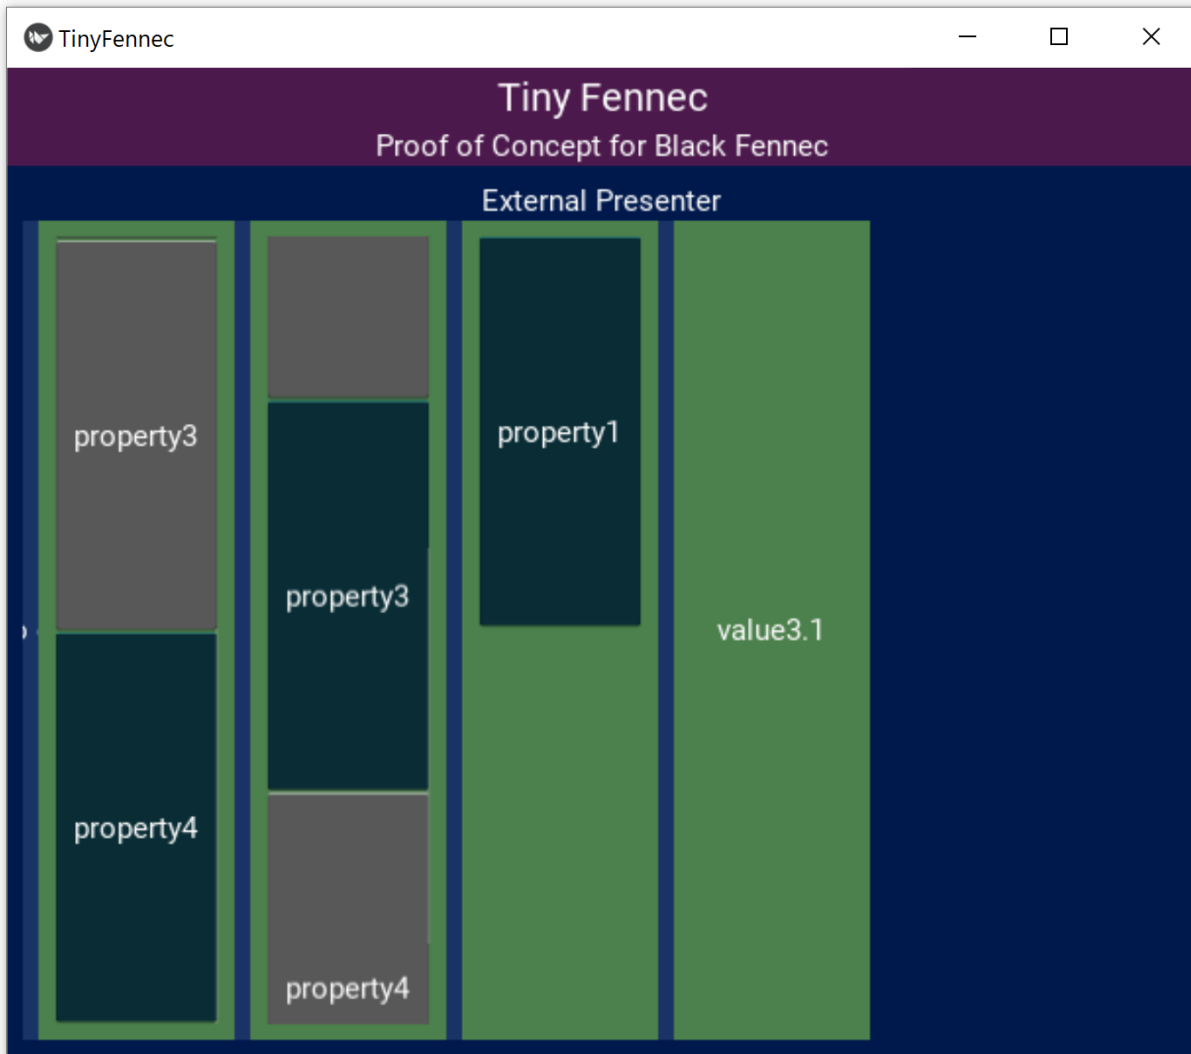 TinyFennec
Tiny Fennec
Proof of Concept for Black Fennec
External Presenter
property3
property4
property3
property4
property1
value3.1